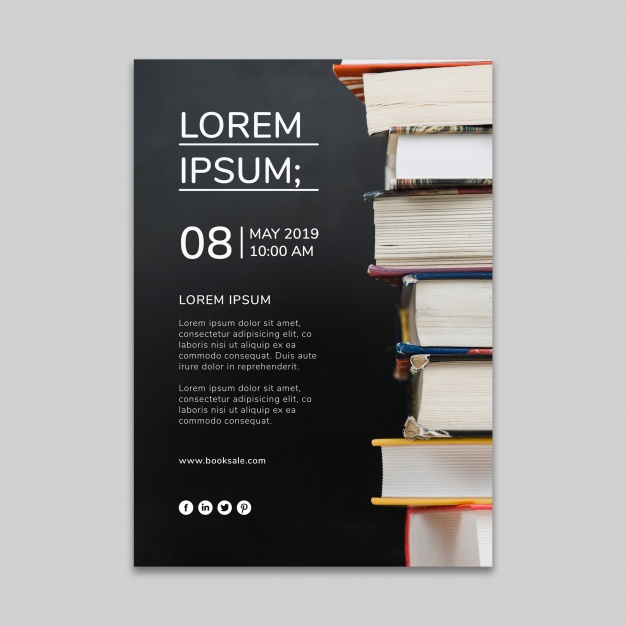 LOREM
IPSUM;
08
MAY 2019
10:00 AM
LOREM IPSUM
Lorem ipsum dolor sit amet,
consectetur adipiscing elit, co
laboris nisi ut aliquip ex ea
commodo consequat. Duis aute
irure dolor in reprehenderit.
Lorem ipsum dolor sit amet,
consectetur adipiscing elit, co
laboris nisi ut aliquip ex ea
commodo consequat.
www.booksale.com